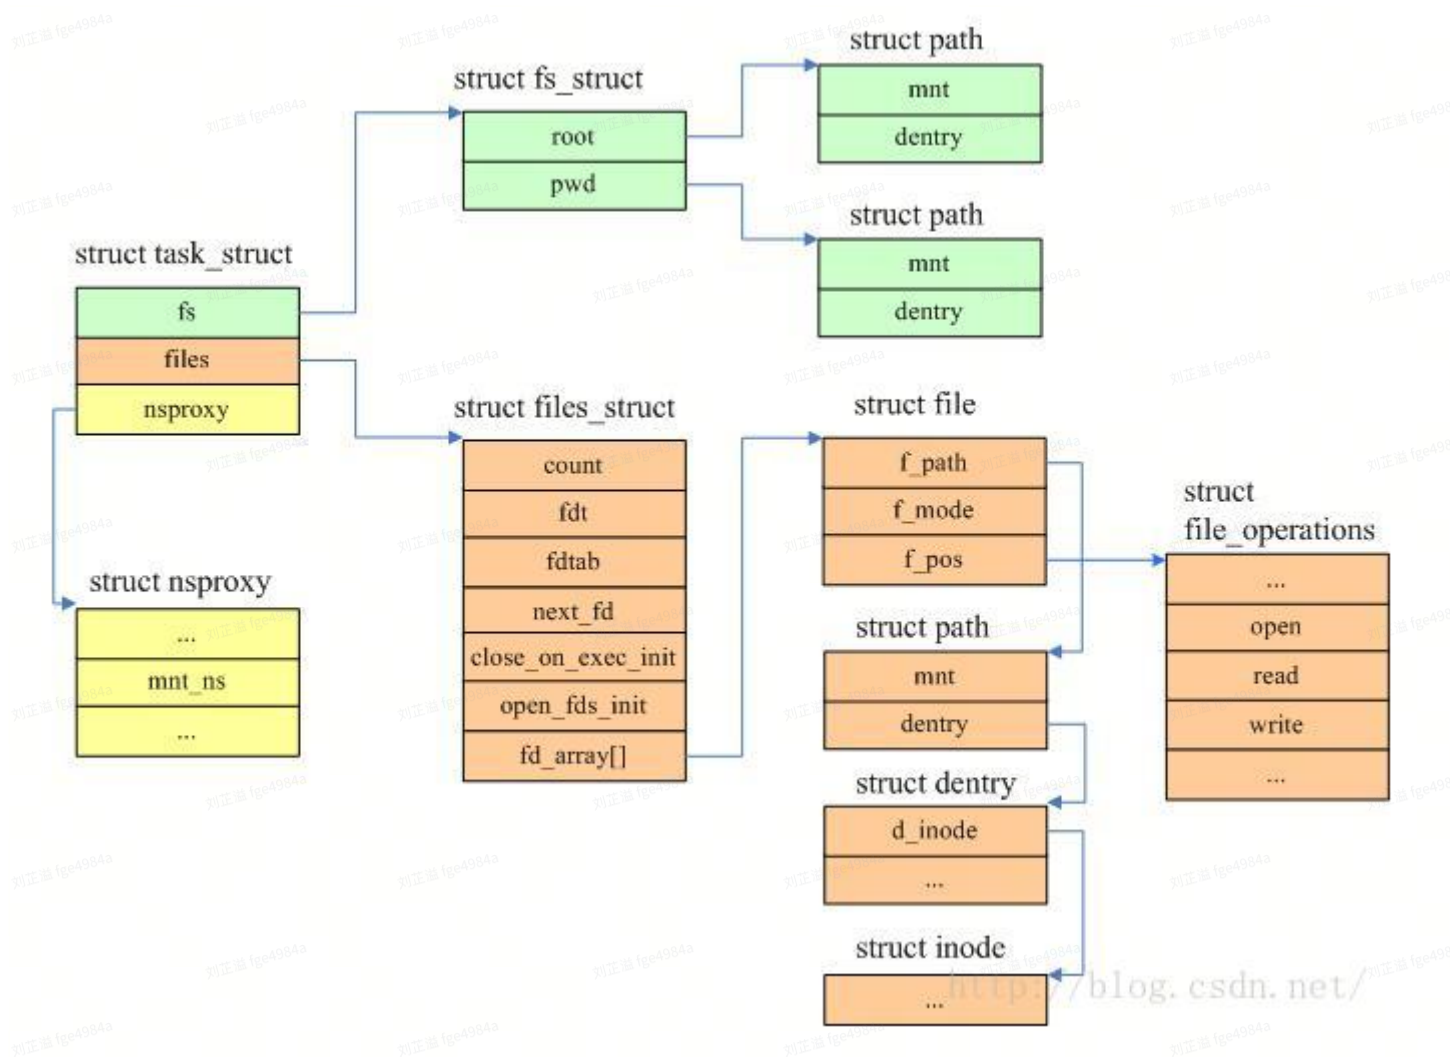 struct task_struct
fs
files
nsproxy
struct nsproxy
...
mnt_ns
...
struct fs_struct
root
pwd
struct path
mnt
dentry
struct path
mnt
dentry
struct files_struct
count
fdt
fdtab
next_fd
close_on_exec_init
open_fds_init
fd_array[]
struct file
f_path
f_mode
f_pos
struct path
mnt
dentry
struct dentry
d_inode
...
struct inode
...
struct
file_operations
...
open
read
write
...
http://blog.csdn.net/